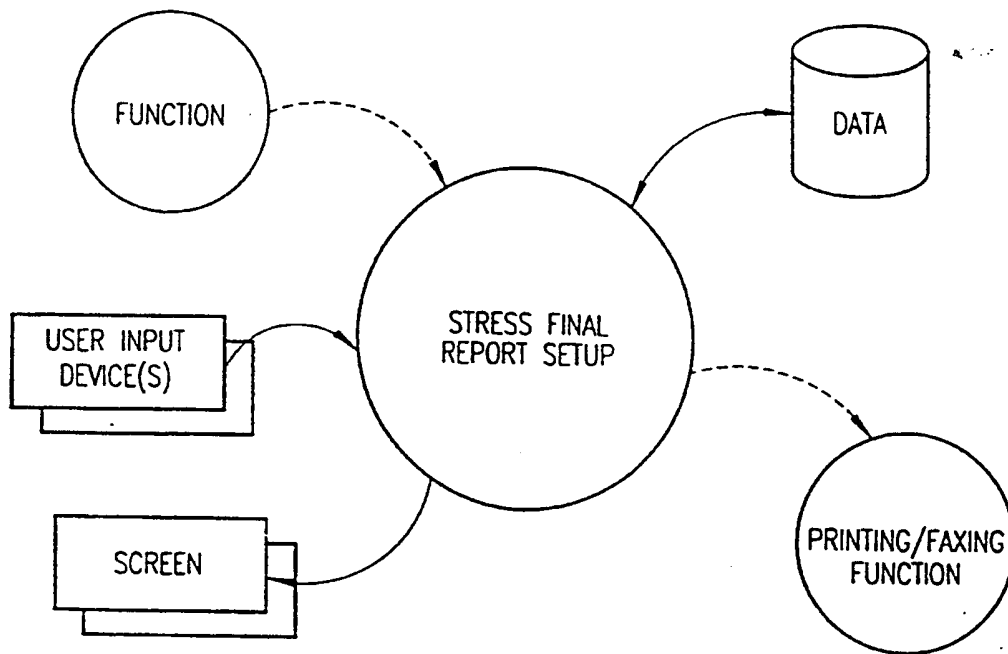 FUNCTION
DATA
STRESS FINAL
REPORT SETUP
USER INPUT
DEVICE(S)
SCREEN
PRINTING/FAXING
FUNCTION